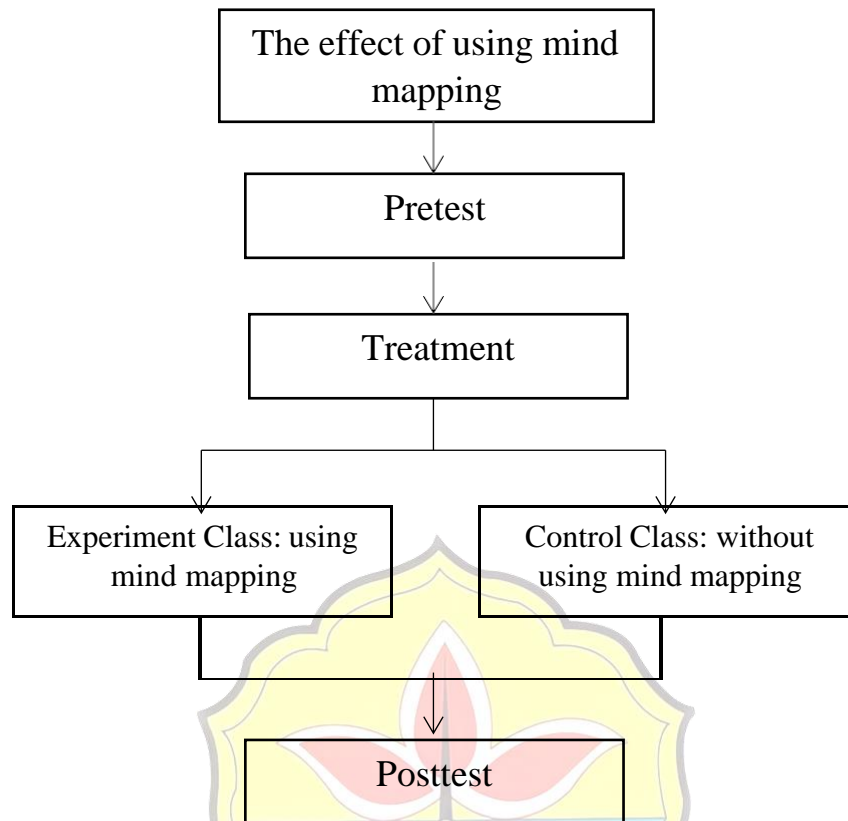 The effect of using mind
mapping
Pretest
Treatment
Experiment Class: using
mind mapping
Control Class: without
using mind mapping
Posttest